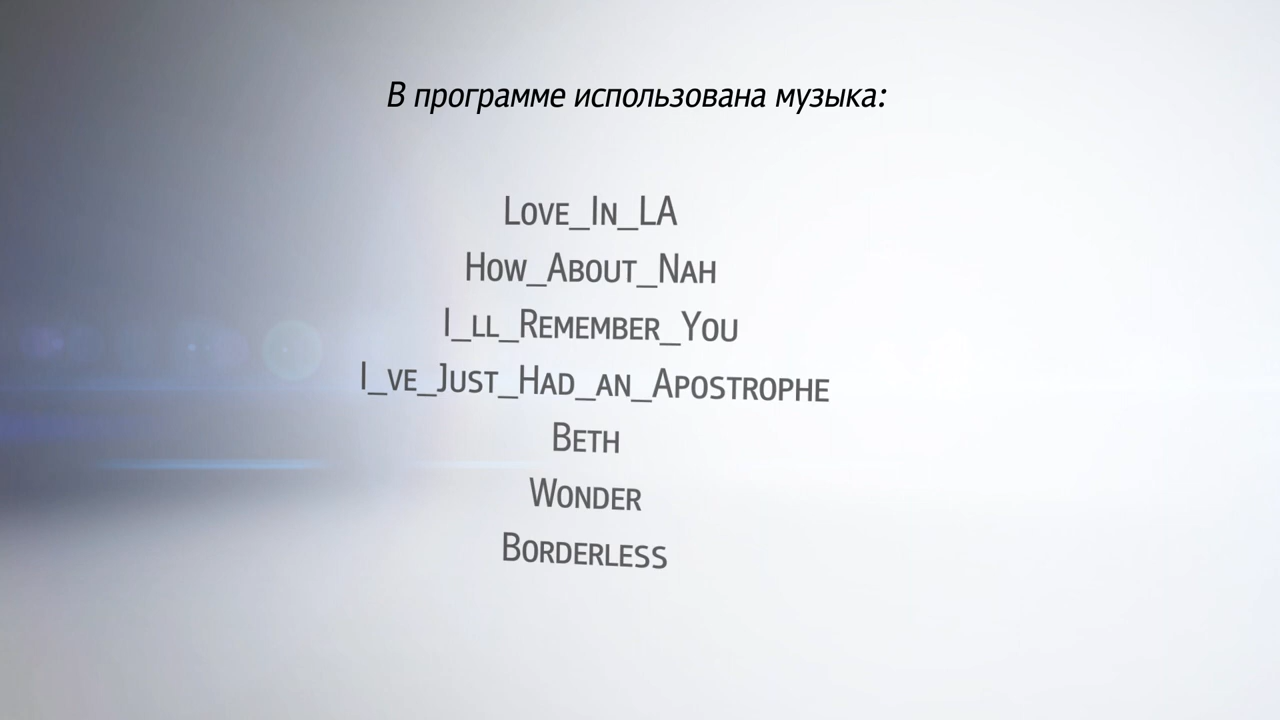 В программе использована музыка:
Love_In_LA
How_About_Nah
I_ll_Remember_You
I_ve_Just_Had_an_Apostrophe
Beth
Wonder
Borderless